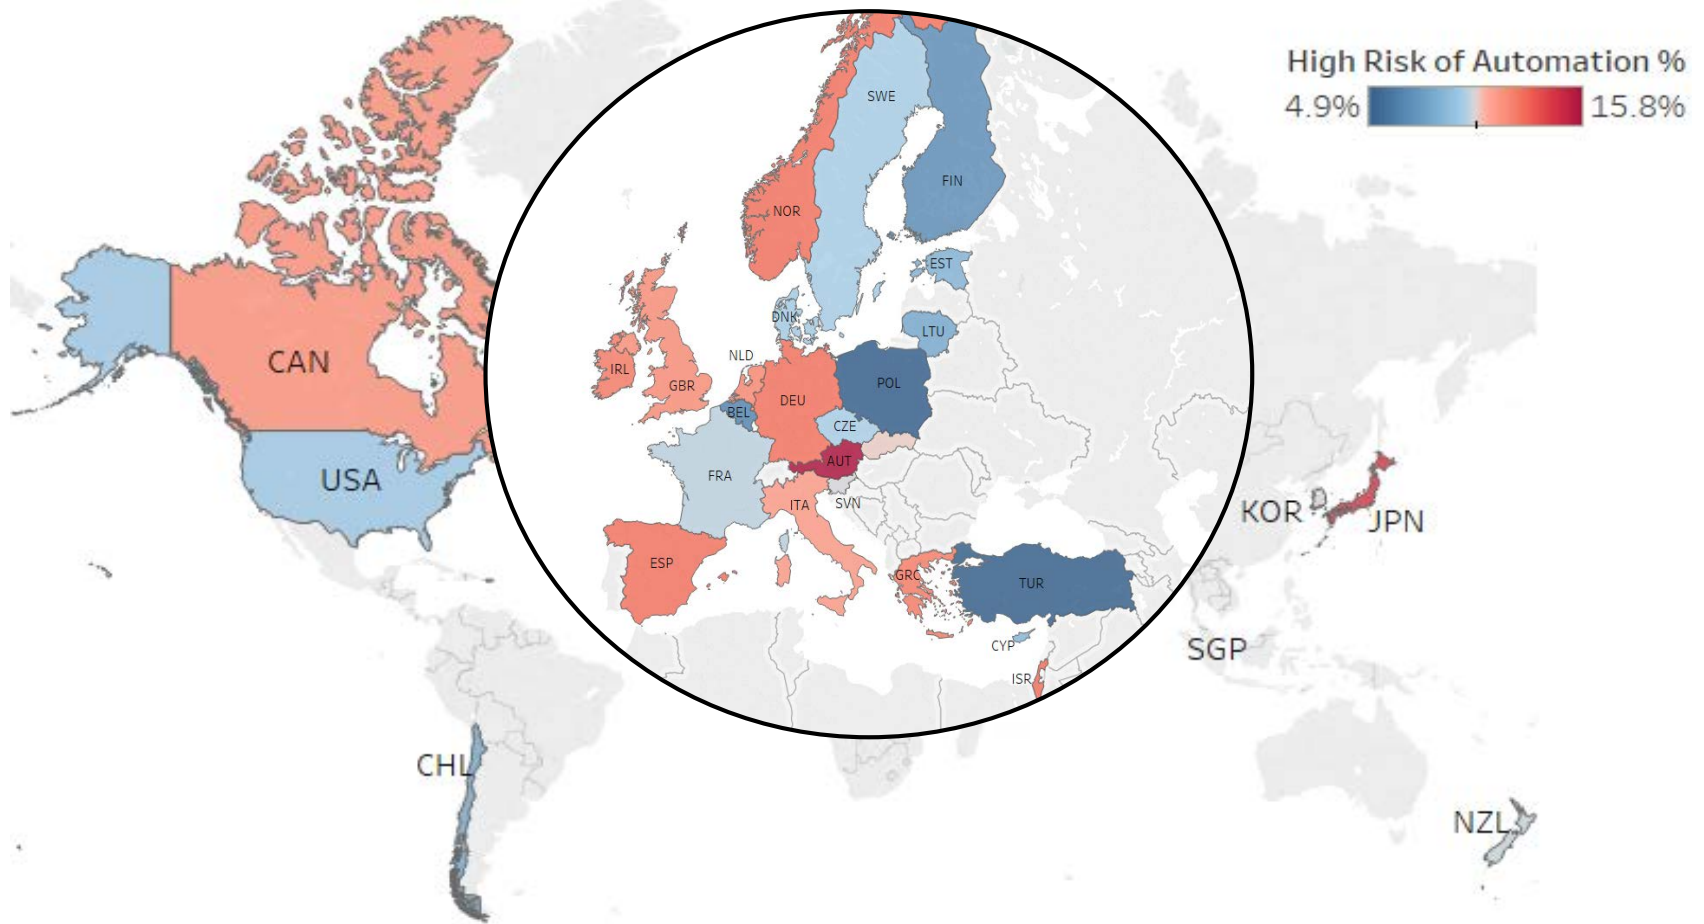 High Risk of Automation %
4.9% 15.8%
SWE
FIN
NOR
EST
DNK
LTU
NLD
IRL
GBR
DEU
POL
BEL
CZE
CAN
AUT
FRA
USA
ITA
SVN
KOR
JPN
ESP
GRC
TUR
CYP
SGP
ISR
CHL
NZL